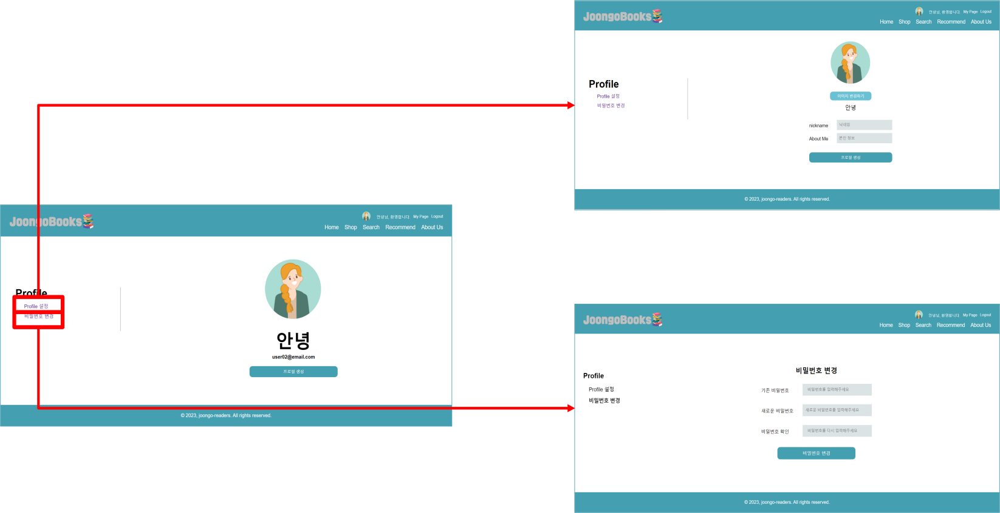 JoongoBooks
안녕님, 환영합니다. My Page Logout
Home Shop Search Recommend About Us
Profile
Profile 설정
비밀번호 변경
이미지 변경하기
안녕
nickname 닉네임
About Me 본인 정보
프로필 생성
© 2023, joongo-readers. All rights reserved.
JoongoBooks
안녕님, 환영합니다. My Page Logout
Home Shop Search Recommend About Us
Profile
Profile 설정
비밀번호 변경
안녕
user02@email.com
프로필 생성
© 2023, joongo-readers. All rights reserved.
JoongoBooks
안녕님, 환영합니다. My Page Logout
Home Shop Search Recommend About Us
Profile
Profile 설정
비밀번호 변경
비밀번호 변경
기존 비밀번호 비밀번호를 입력해주세요
새로운 비밀번호 새로운 비밀번호를 입력해주세요
비밀번호 확인 비밀번호를 다시 입력해주세요
비밀번호 변경
© 2023, joongo-readers. All rights reserved.